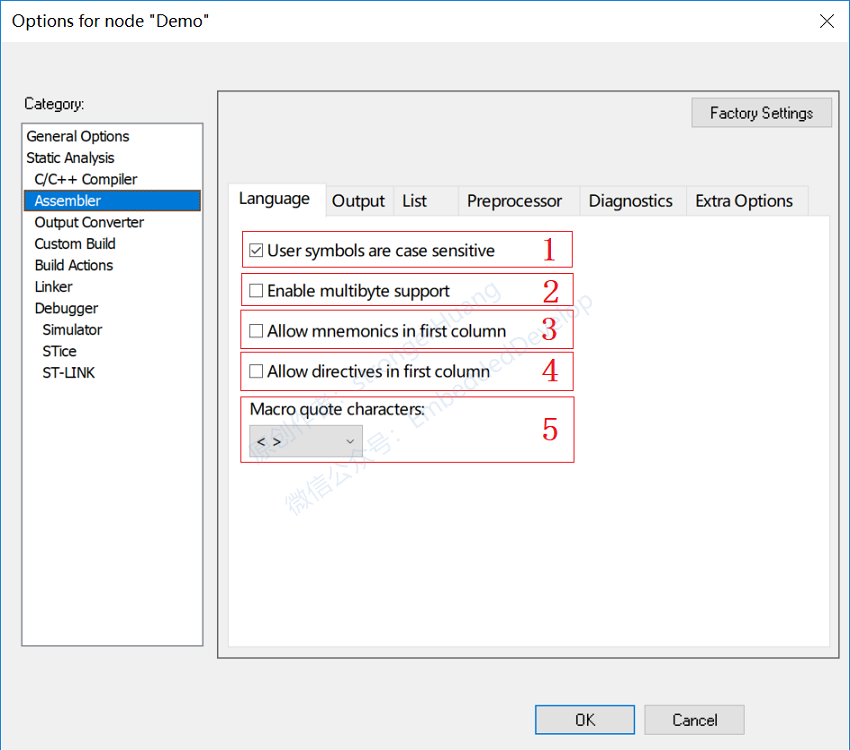 Options for node "Demo"
Category:
General Options
Static Analysis
C/C++ Compiler
Assembler
Output Converter
Custom Build
Build Actions
Linker
Debugger
Simulator
STice
ST-LINK
Factory Settings
Language Output List Preprocessor Diagnostics Extra Options
User symbols are case sensitive 1
Enable multibyte support 2
Allow mnemonics in first column 3
Allow directives in first column 4
Macro quote characters:
< > 5
原创作者：strongerHuang
微信公众号：EmbeddedDevelop
OK Cancel